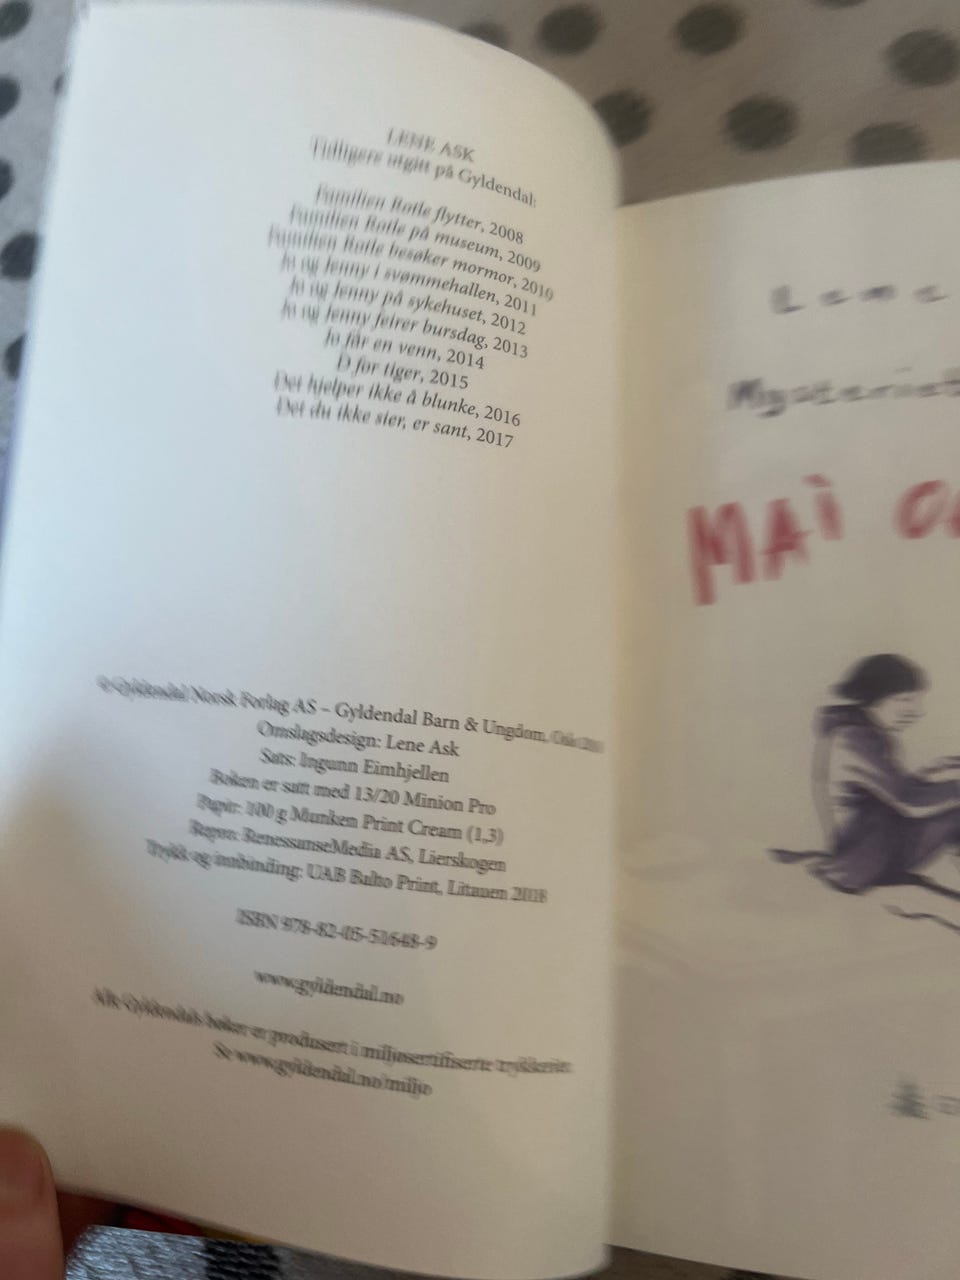 LENE ASK
Tidligere utgitt på Gyldendal:
Familien Rotle flytter, 2008
Familien Rotle på museum, 2009
Familien Rotle besøker mormor, 2010
Jo og Jenny i svømmehallen, 2011
Jo og Jenny på sykehuset, 2012
Jo og Jenny feirer bursdag, 2013
Jo får en venn, 2014
D for tiger, 2015
Det hjelper ikke å blunke, 2016
Det du ikke sier, er sant, 2017
© Gyldendal Norsk Forlag AS – Gyldendal Barn & Ungdom, Oslo
Omslagsdesign: Lene Ask
Sats: Ingunn Eimhjellen
Boken er satt med 13/20 Minion Pro
Papir: 100 g Munken Print Cream (1,3)
Repro: RenessanseMedia AS, Lierskogen
Trykk og innbinding: UAB Balto Print, Litauen 2018
ISBN 978-82-05-51648-9
www.gyldendal.no
Alle Gyldendals bøker er produsert i miljøsertifiserte trykkerier.
Se www.gyldendal.no/miljo
Lene
Mysteriet
MAI OG